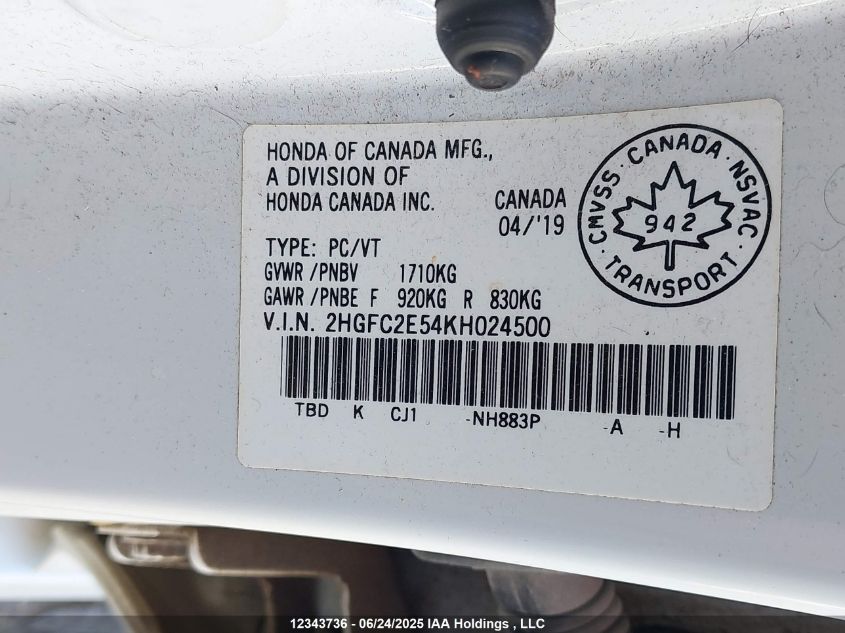 HONDA OF CANADA MFG.,
A DIVISION OF
HONDA CANADA INC.
CANADA
04/'19
TYPE: PC/VT
GVWR /PNBV 1710KG
GAWR /PNBE F 920KG R 830KG
V.I.N. 2HGFC2E54KH024500
TBD K CJ1 -NH883P -A -H
CMVSS · CANADA · NSVAC
942
· TRANSPORT ·
12343736 - 06/24/2025 IAA Holdings , LLC